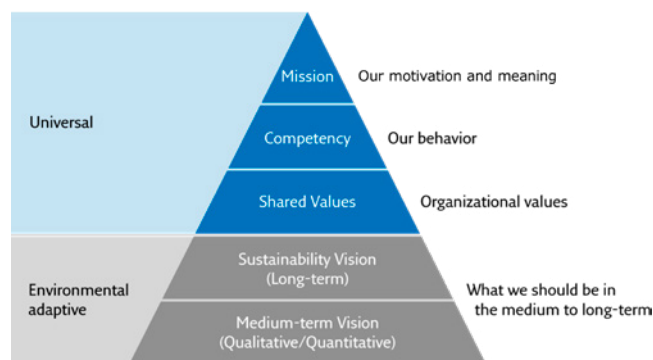 Mission
Our motivation and meaning
Universal
Competency
Our behavior
Shared Values
Organizational values
Sustainability Vision
(Long-term)
Environmental
adaptive
What we should be in
the medium to long-term
Medium-term Vision
(Qualitative/Quantitative)